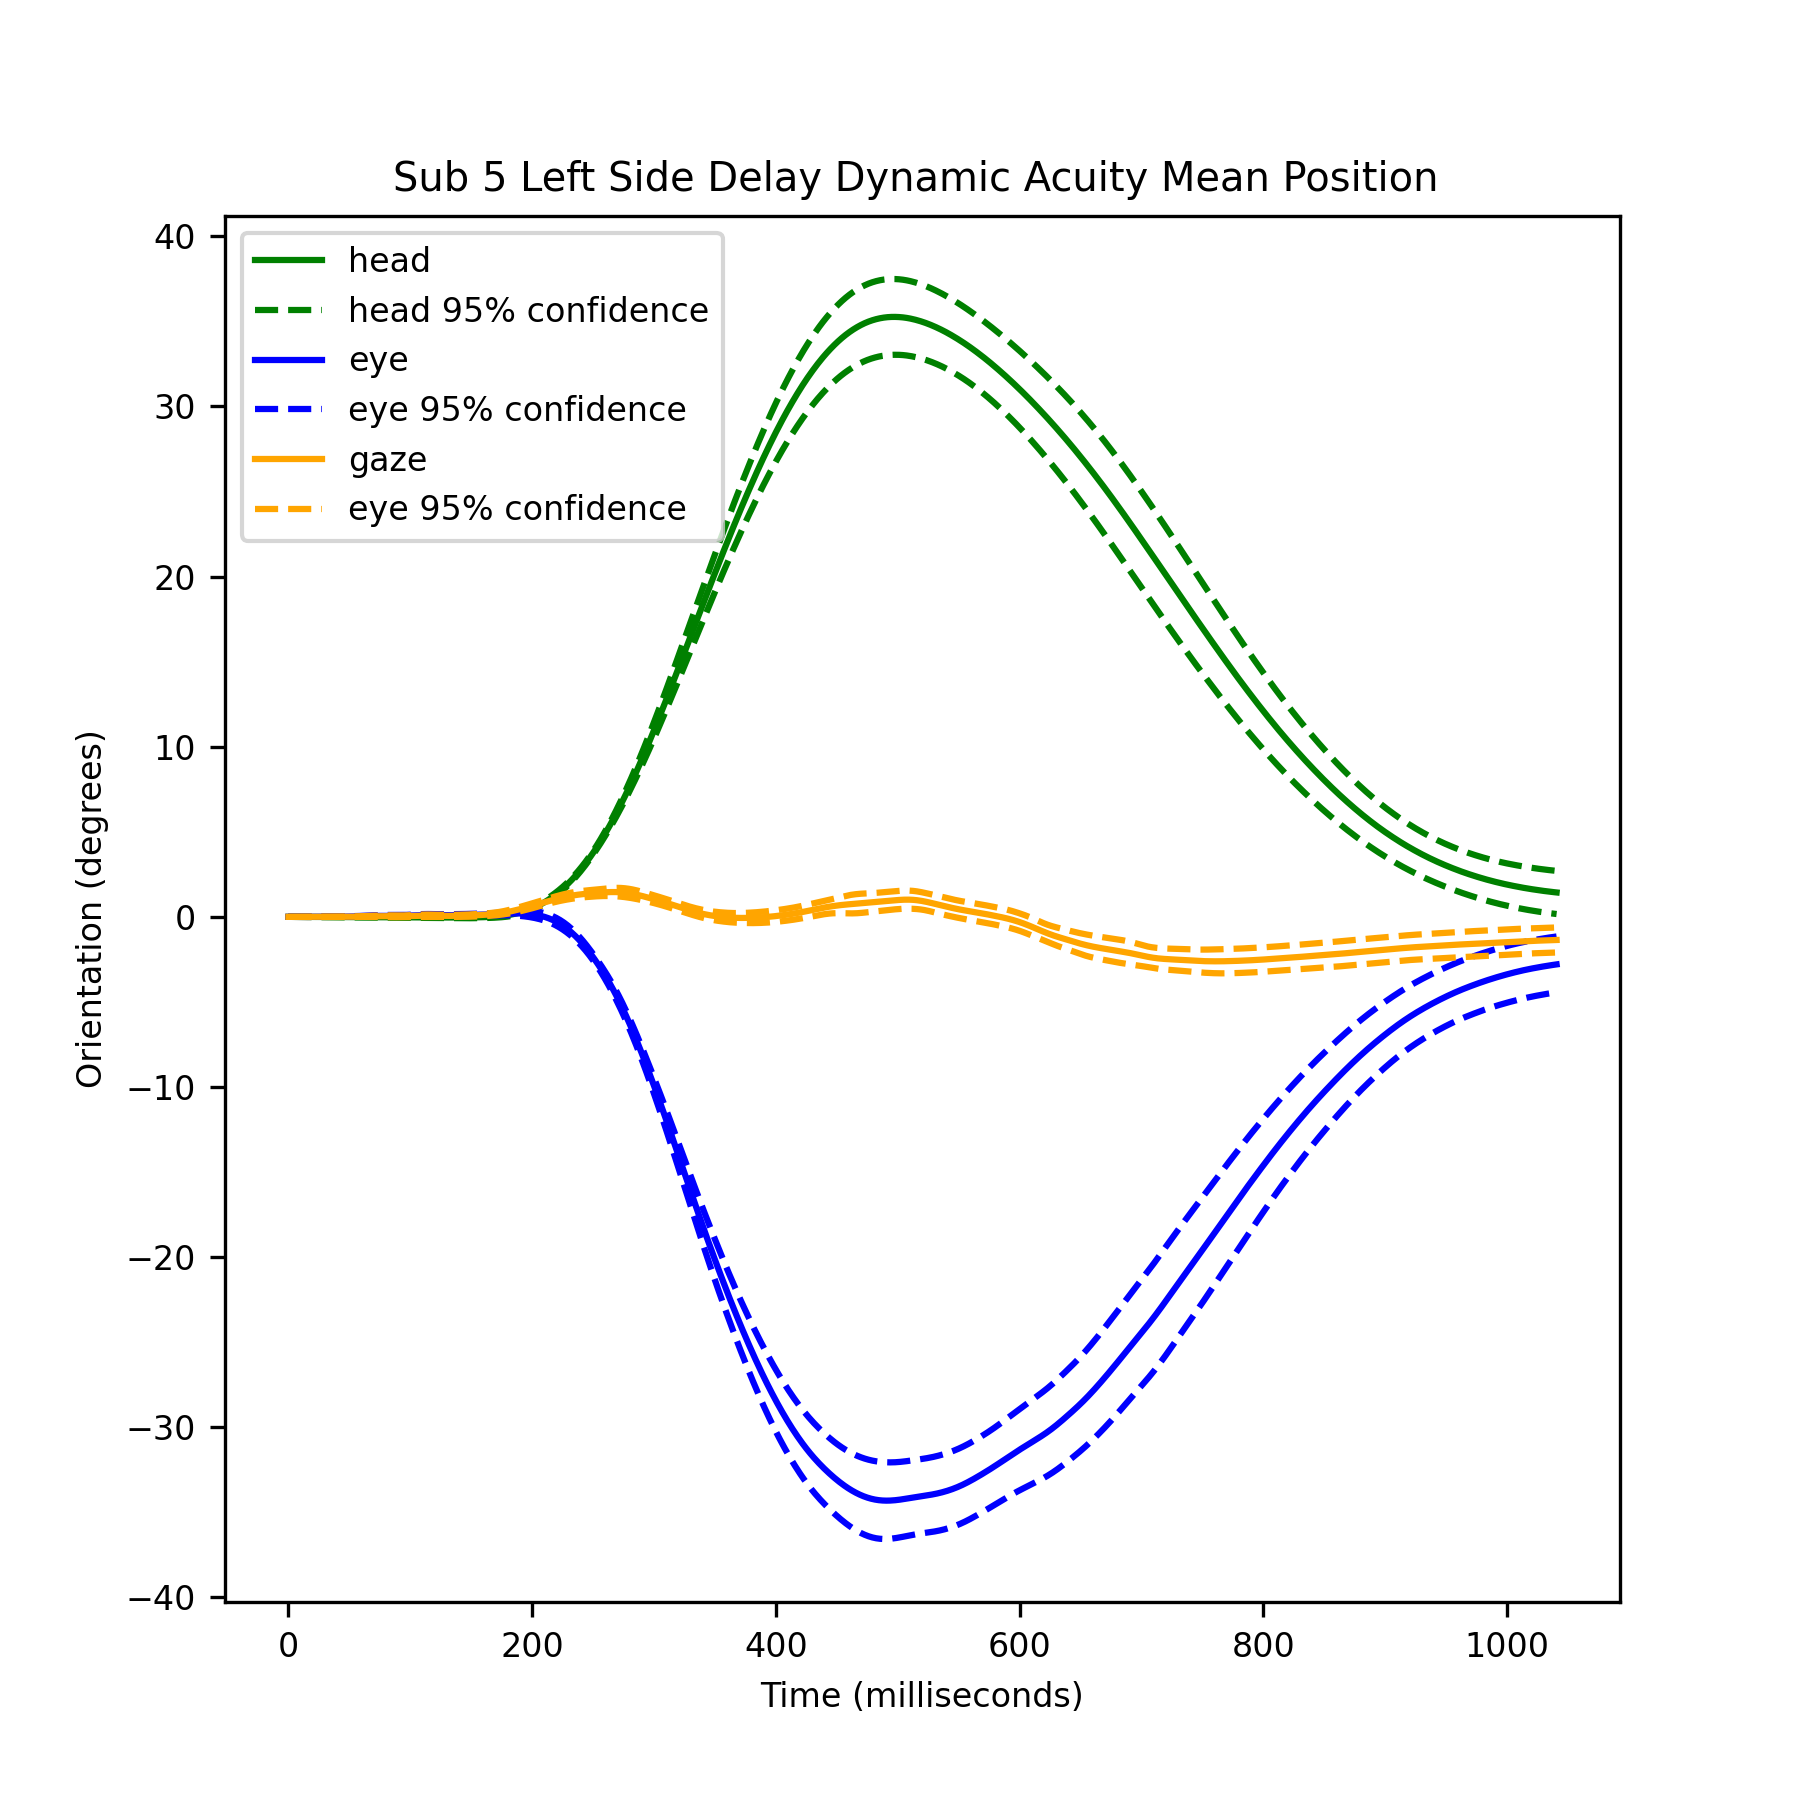 Sub 5 Left Side Delay Dynamic Acuity Mean Position
head
head 95% confidence
eye
eye 95% confidence
gaze
eye 95% confidence
40
30
20
10
0
−10
−20
−30
−40
Orientation (degrees)
0 200 400 600 800 1000
Time (milliseconds)